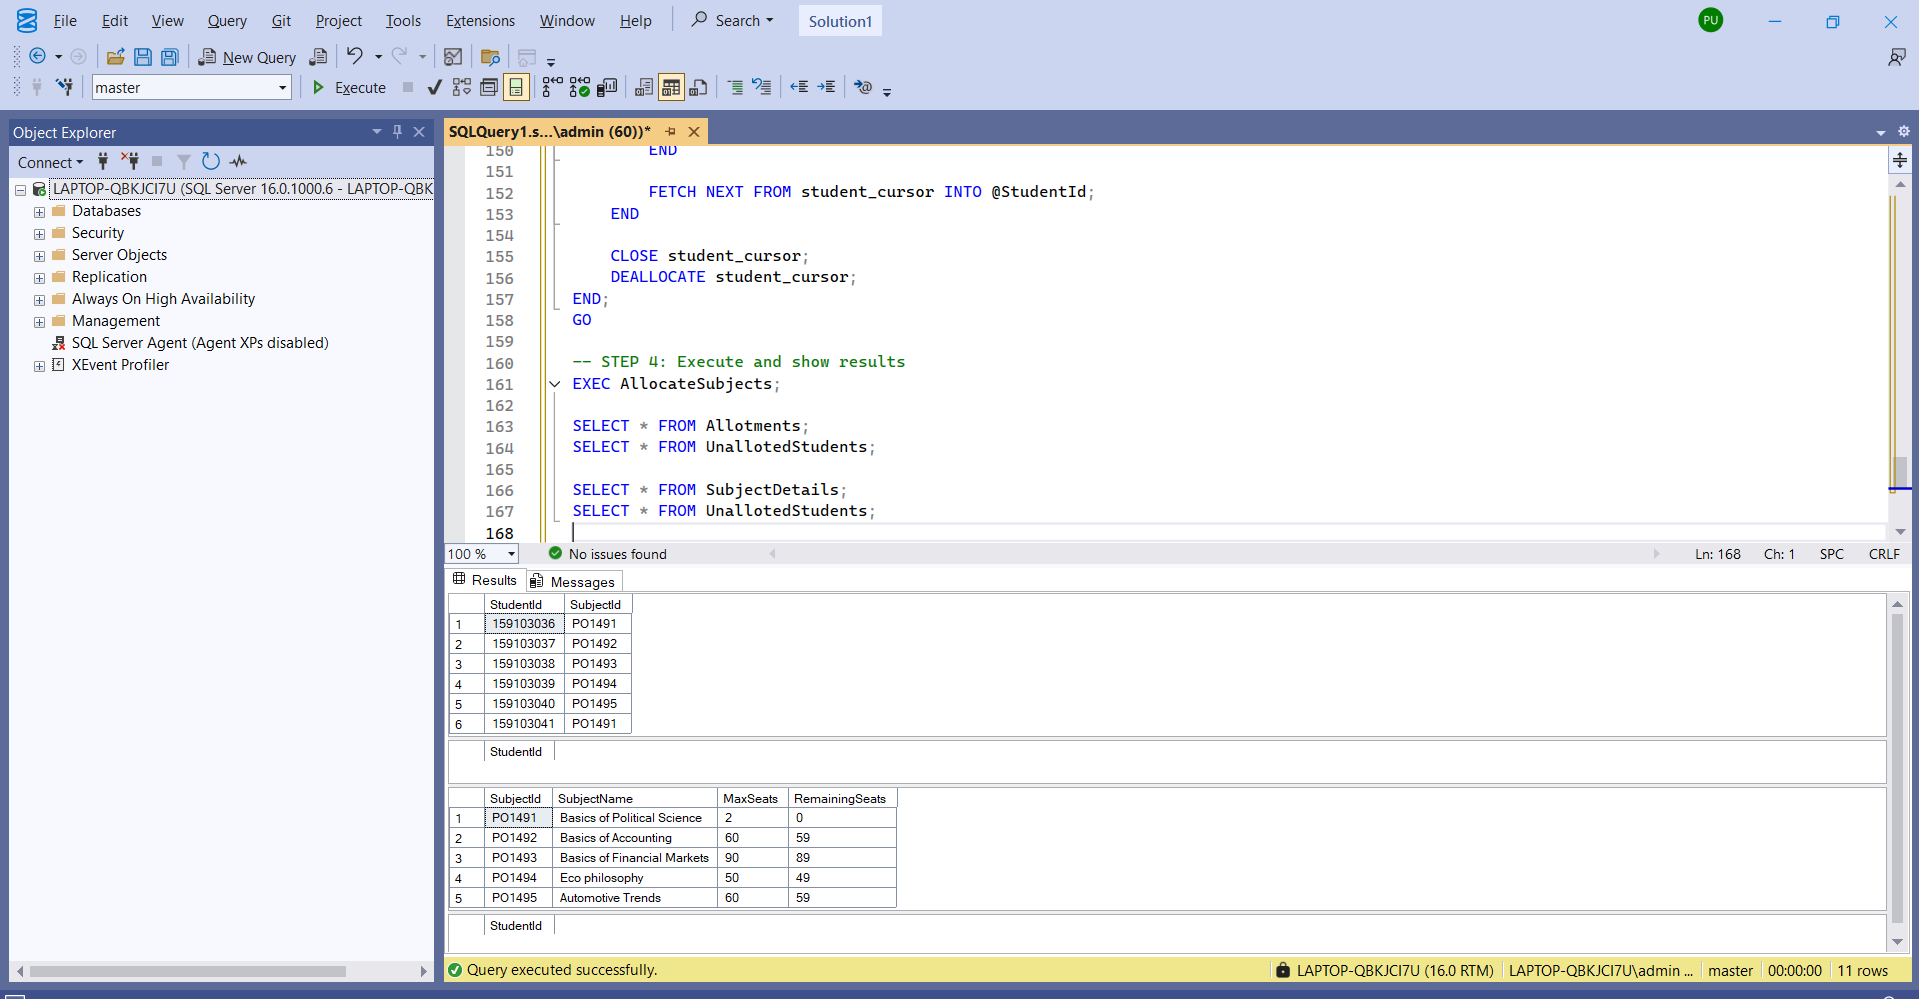 File Edit View Query Git Project Tools Extensions Window Help Search Solution1 PU
New Query
master Execute
Object Explorer
Connect
LAPTOP-QBKJCI7U (SQL Server 16.0.1000.6 - LAPTOP-QBK
Databases
Security
Server Objects
Replication
Always On High Availability
Management
SQL Server Agent (Agent XPs disabled)
XEvent Profiler
SQLQuery1.s...\admin (60))*
150 END
151
152 FETCH NEXT FROM student_cursor INTO @StudentId;
153 END
154
155 CLOSE student_cursor;
156 DEALLOCATE student_cursor;
157 END;
158 GO
159
160 -- STEP 4: Execute and show results
161 EXEC AllocateSubjects;
162
163 SELECT * FROM Allotments;
164 SELECT * FROM UnallotedStudents;
165
166 SELECT * FROM SubjectDetails;
167 SELECT * FROM UnallotedStudents;
168
100 % No issues found Ln: 168 Ch: 1 SPC CRLF
Results Messages
StudentId SubjectId
1 159103036 PO1491
2 159103037 PO1492
3 159103038 PO1493
4 159103039 PO1494
5 159103040 PO1495
6 159103041 PO1491
StudentId
SubjectId SubjectName MaxSeats RemainingSeats
1 PO1491 Basics of Political Science 2 0
2 PO1492 Basics of Accounting 60 59
3 PO1493 Basics of Financial Markets 90 89
4 PO1494 Eco philosophy 50 49
5 PO1495 Automotive Trends 60 59
StudentId
Query executed successfully. LAPTOP-QBKJCI7U (16.0 RTM) LAPTOP-QBKJCI7U\admin ... master 00:00:00 11 rows